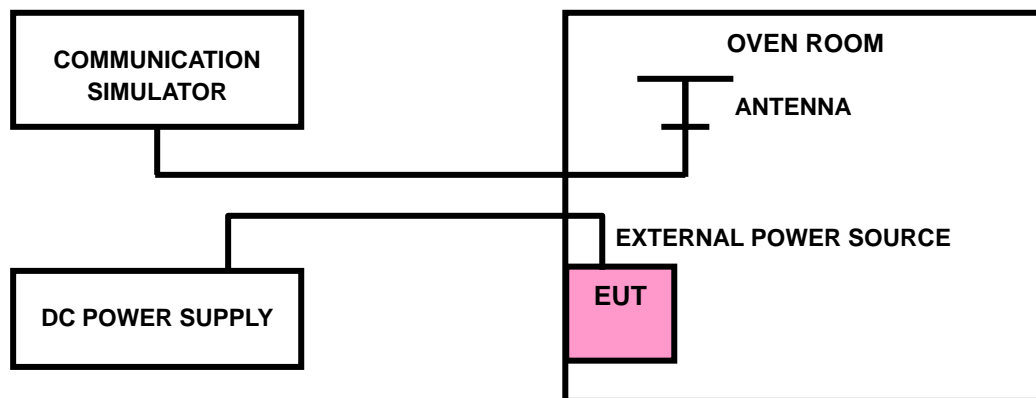 COMMUNICATION
SIMULATOR
OVEN ROOM
ANTENNA
EXTERNAL POWER SOURCE
DC POWER SUPPLY
EUT